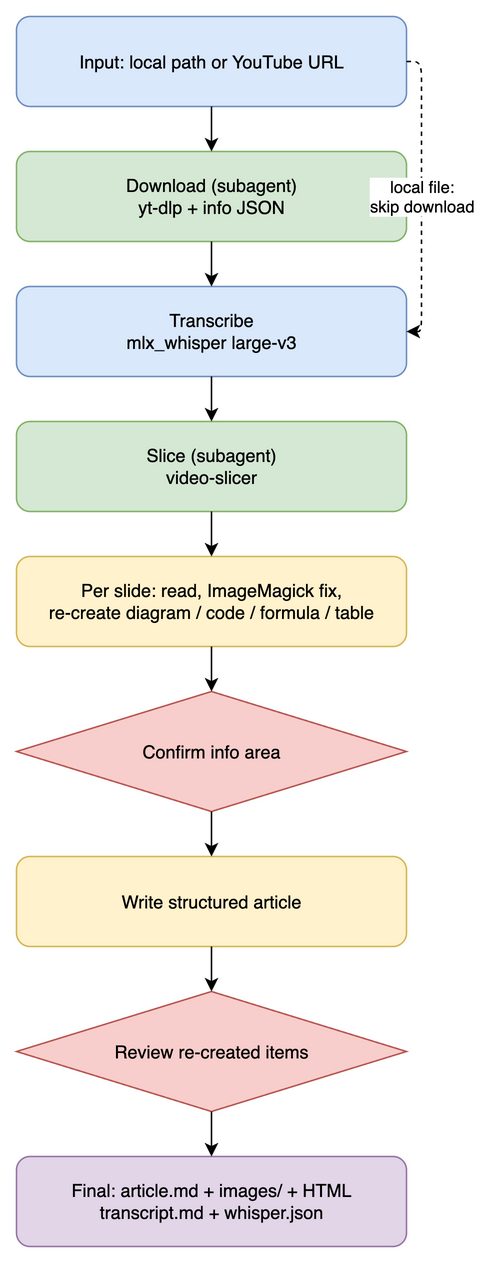 Input: local path or YouTube URL
Download (subagent)
yt-dlp + info JSON
local file:
skip download
Transcribe
mlx_whisper large-v3
Slice (subagent)
video-slicer
Per slide: read, ImageMagick fix,
re-create diagram / code / formula / table
Confirm info area
Write structured article
Review re-created items
Final: article.md + images/ + HTML
transcript.md + whisper.json